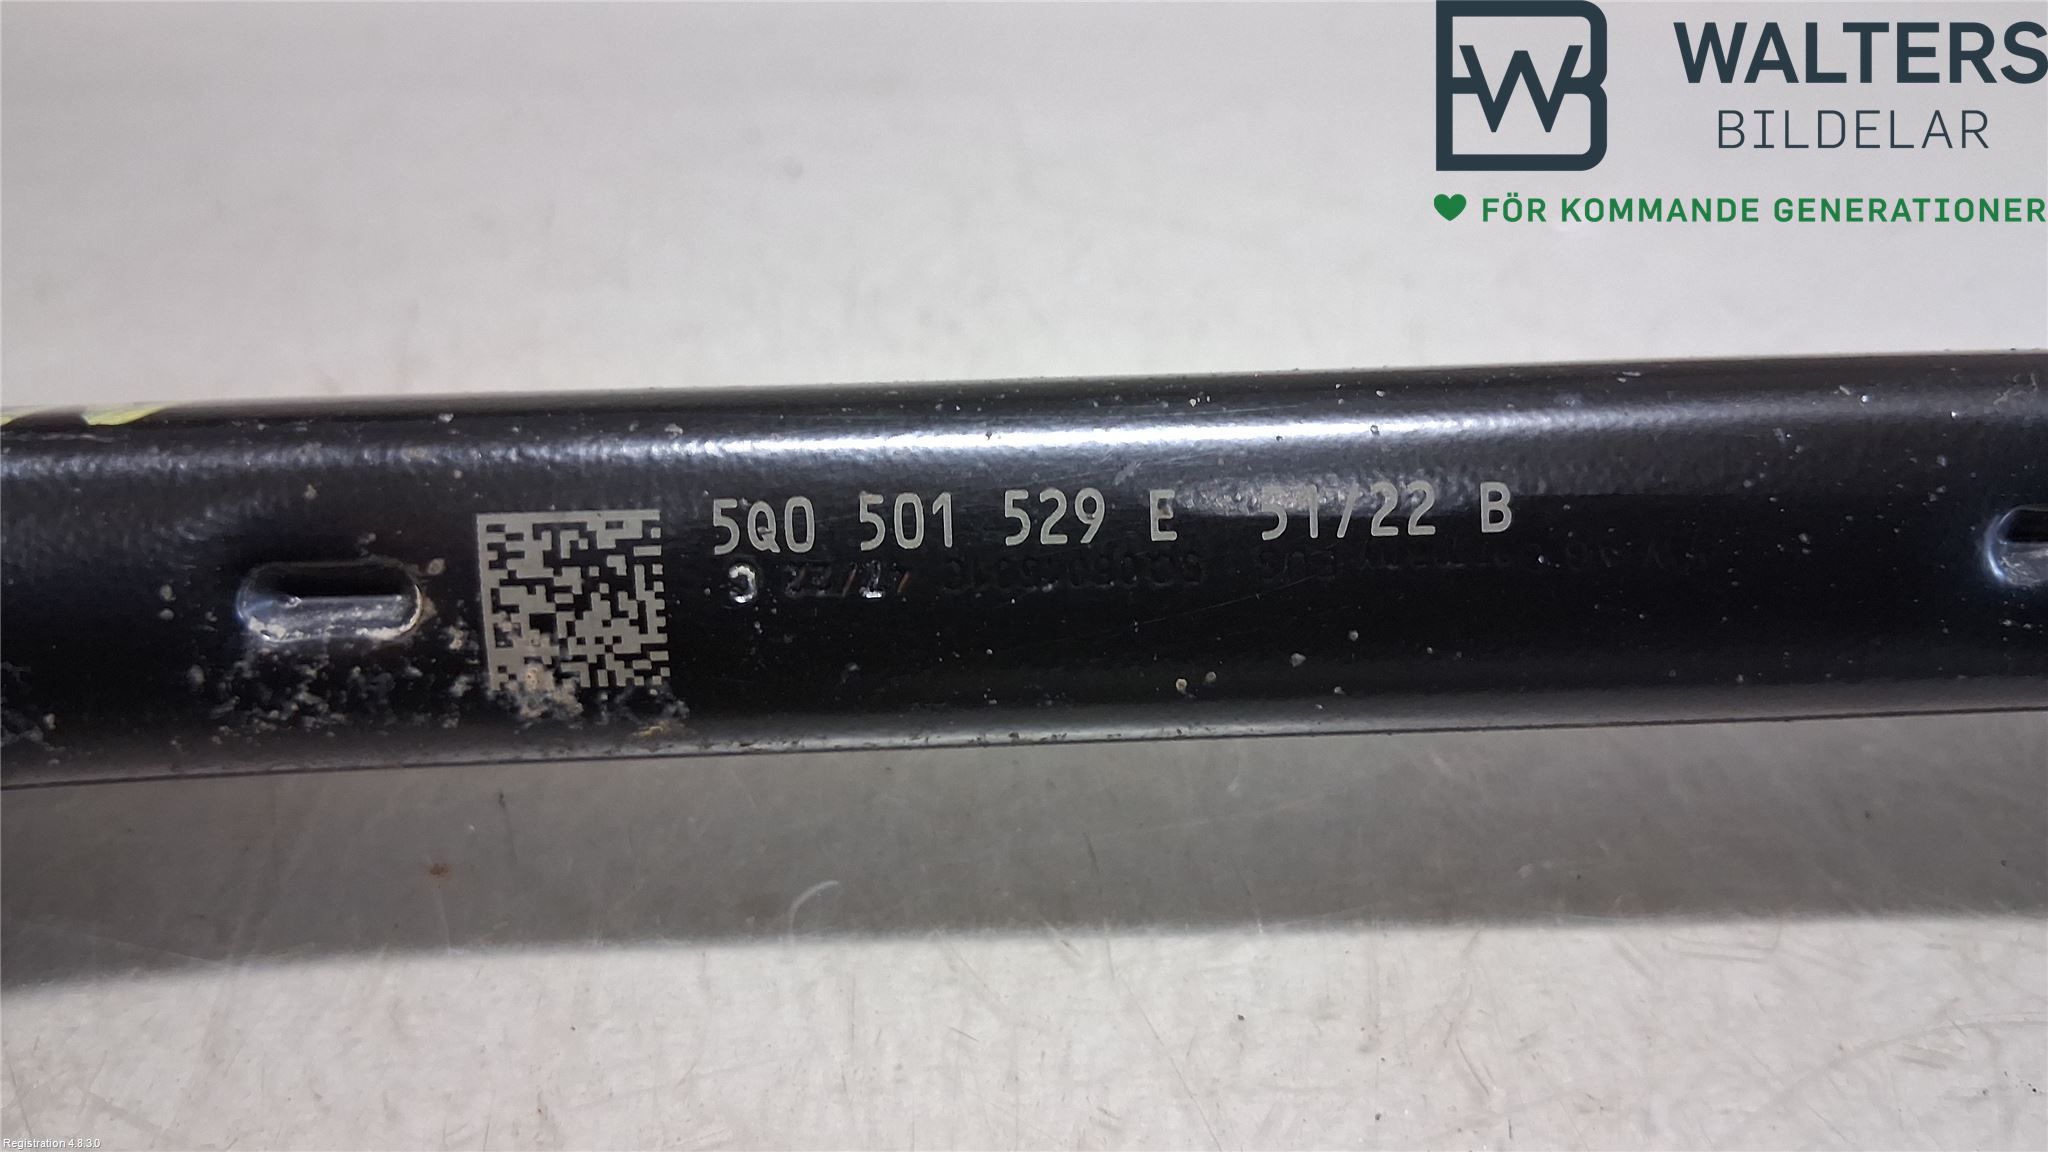 WALTERS
BILDELAR
FÖR KOMMANDE GENERATIONER
5Q0 501 529 E 51/22 B
Registration 4.8.3.0